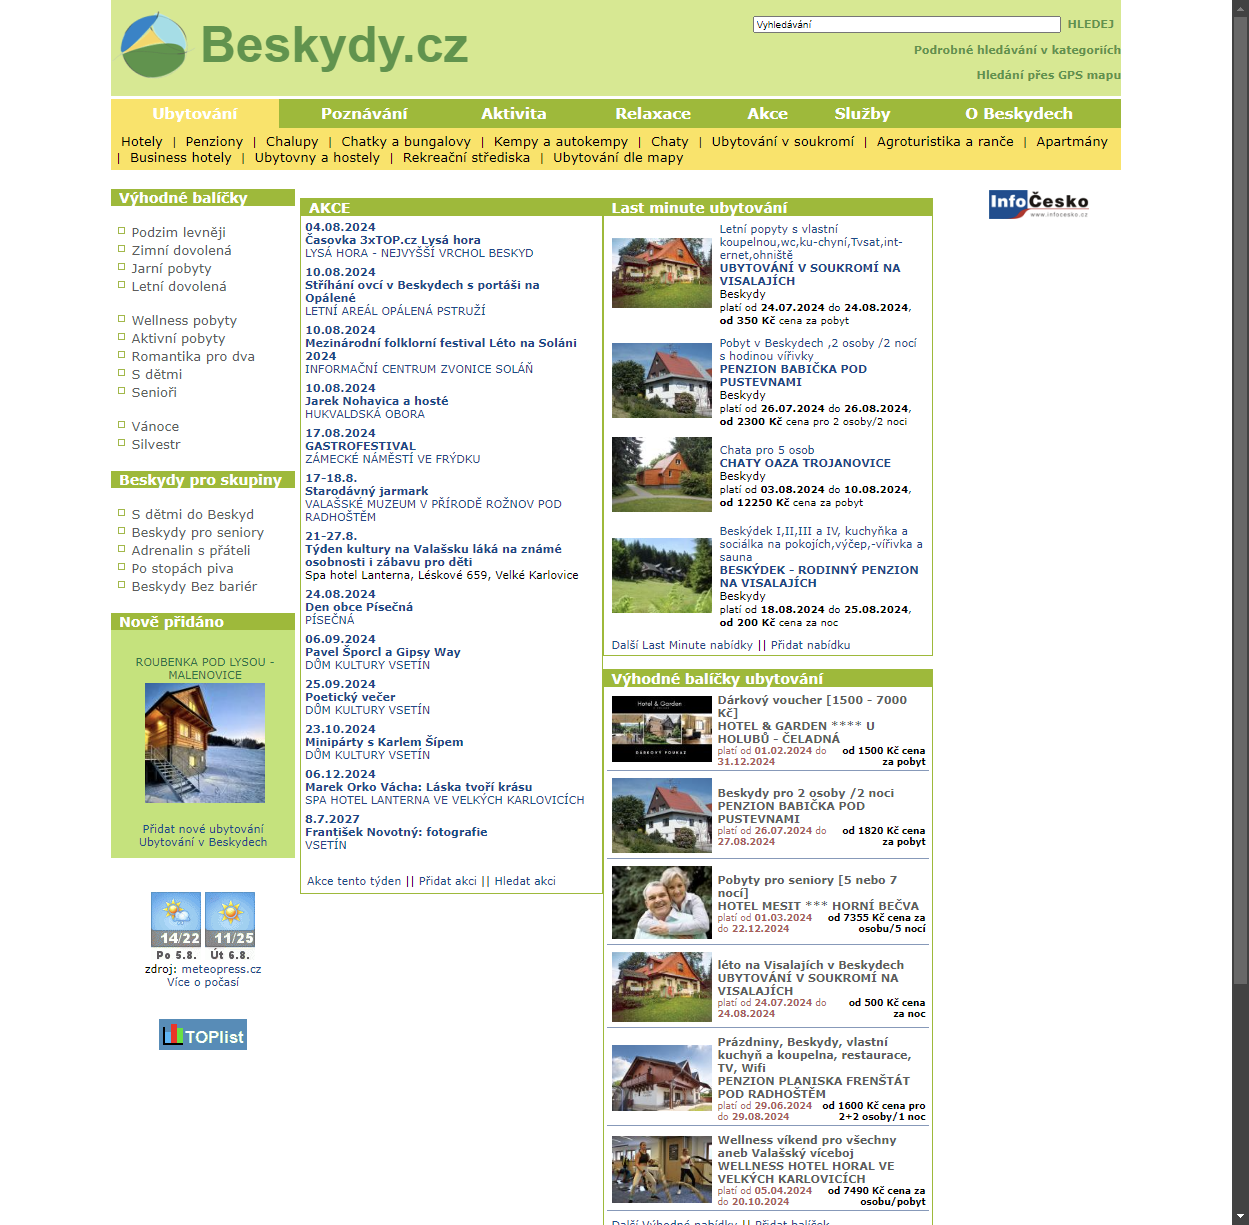 Beskydy.cz
Vyhledávání HLEDEJ
Podrobné hledávání v kategoriích
Hledání přes GPS mapu
Ubytování Poznávání Aktivita Relaxace Akce Služby O Beskydech
Hotely | Penziony | Chalupy | Chatky a bungalovy | Kempy a autokempy | Chaty | Ubytování v soukromí | Agroturistika a ranče | Apartmány
| Business hotely | Ubytovny a hostely | Rekreační střediska | Ubytování dle mapy
Výhodné balíčky
Podzim levněji
Zimní dovolená
Jarní pobyty
Letní dovolená
Wellness pobyty
Aktivní pobyty
Romantika pro dva
S dětmi
Senioři
Vánoce
Silvestr
Beskydy pro skupiny
S dětmi do Beskyd
Beskydy pro seniory
Adrenalin s přáteli
Po stopách piva
Beskydy Bez bariér
Nově přidáno
ROUBENKA POD LYSOU -
MALENOVICE
Přidat nové ubytování
Ubytování v Beskydech
14/22 11/25
Po 5.8. Út 6.8.
zdroj: meteopress.cz
Více o počasí
TOPlist
AKCE
04.08.2024
Časovka 3xTOP.cz Lysá hora
LYSÁ HORA - NEJVYŠŠÍ VRCHOL BESKYD
10.08.2024
Stříhání ovcí v Beskydech s portáši na
Opálené
LETNÍ AREÁL OPÁLENÁ PSTRUŽÍ
10.08.2024
Mezinárodní folklorní festival Léto na Soláni
2024
INFORMAČNÍ CENTRUM ZVONICE SOLÁŇ
10.08.2024
Jarek Nohavica a hosté
HUKVALDSKÁ OBORA
17.08.2024
GASTROFESTIVAL
ZÁMECKÉ NÁMĚSTÍ VE FRÝDKU
17-18.8.
Starodávný jarmark
VALAŠSKÉ MUZEUM V PŘÍRODĚ ROŽNOV POD
RADHOŠTĚM
21-27.8.
Týden kultury na Valašsku láká na známé
osobnosti i zábavu pro děti
Spa hotel Lanterna, Léskové 659, Velké Karlovice
24.08.2024
Den obce Písečná
PÍSEČNÁ
06.09.2024
Pavel Šporcl a Gipsy Way
DŮM KULTURY VSETÍN
25.09.2024
Poetický večer
DŮM KULTURY VSETÍN
23.10.2024
Minipárty s Karlem Šípem
DŮM KULTURY VSETÍN
06.12.2024
Marek Orko Vácha: Láska tvoří krásu
SPA HOTEL LANTERNA VE VELKÝCH KARLOVICÍCH
8.7.2027
František Novotný: fotografie
VSETÍN
Akce tento týden || Přidat akci || Hledat akci
Last minute ubytování
Letní popyty s vlastní
koupelnou,wc,ku-chyní,Tvsat,int-
ernet,ohniště
UBYTOVÁNÍ V SOUKROMÍ NA
VISALAJÍCH
Beskydy
platí od 24.07.2024 do 24.08.2024,
od 350 Kč cena za pobyt
Pobyt v Beskydech ,2 osoby /2 nocí
s hodinou vířivky
PENZION BABIČKA POD
PUSTEVNAMI
Beskydy
platí od 26.07.2024 do 26.08.2024,
od 2300 Kč cena pro 2 osoby/2 noci
Chata pro 5 osob
CHATY OAZA TROJANOVICE
Beskydy
platí od 03.08.2024 do 10.08.2024,
od 12250 Kč cena za pobyt
Beskýdek I,II,III a IV, kuchyňka a
sociálka na pokojích,výčep,-vířivka a
sauna
BESKÝDEK - RODINNÝ PENZION
NA VISALAJÍCH
Beskydy
platí od 18.08.2024 do 25.08.2024,
od 200 Kč cena za noc
Další Last Minute nabídky || Přidat nabídku
Výhodné balíčky ubytování
Hotel & Garden
DÁRKOVÝ POUKAZ
Dárkový voucher [1500 - 7000
Kč]
HOTEL & GARDEN **** U
HOLUBŮ - ČELADNÁ
platí od 01.02.2024 do od 1500 Kč cena
31.12.2024 za pobyt
Beskydy pro 2 osoby /2 noci
PENZION BABIČKA POD
PUSTEVNAMI
platí od 26.07.2024 do od 1820 Kč cena
27.08.2024 za pobyt
Pobyty pro seniory [5 nebo 7
nocí]
HOTEL MESIT *** HORNÍ BEČVA
platí od 01.03.2024 od 7355 Kč cena za
do 22.12.2024 osobu/5 nocí
léto na Visalajích v Beskydech
UBYTOVÁNÍ V SOUKROMÍ NA
VISALAJÍCH
platí od 24.07.2024 do od 500 Kč cena
24.08.2024 za noc
Prázdniny, Beskydy, vlastní
kuchyň a koupelna, restaurace,
TV, Wifi
PENZION PLANISKA FRENŠTÁT
POD RADHOŠTĚM
platí od 29.06.2024 od 1600 Kč cena pro
do 29.08.2024 2+2 osoby/1 noc
Wellness víkend pro všechny
aneb Valašský víceboj
WELLNESS HOTEL HORAL VE
VELKÝCH KARLOVICÍCH
platí od 05.04.2024 od 7490 Kč cena za
do 20.10.2024 osobu/pobyt
Další Výhodné nabídky || Přidat balíček
InfoČesko
www.infocesko.cz